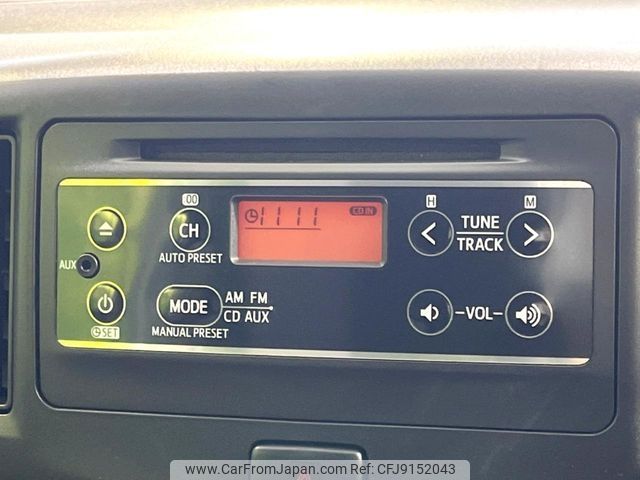 :00
CH
AUTO PRESET
11 11
CD IN
H
M
TUNE
TRACK
AUX
SET
MODE
AM FM
CD AUX
MANUAL PRESET
-VOL-
www.CarFromJapan.com - CFJ9152043